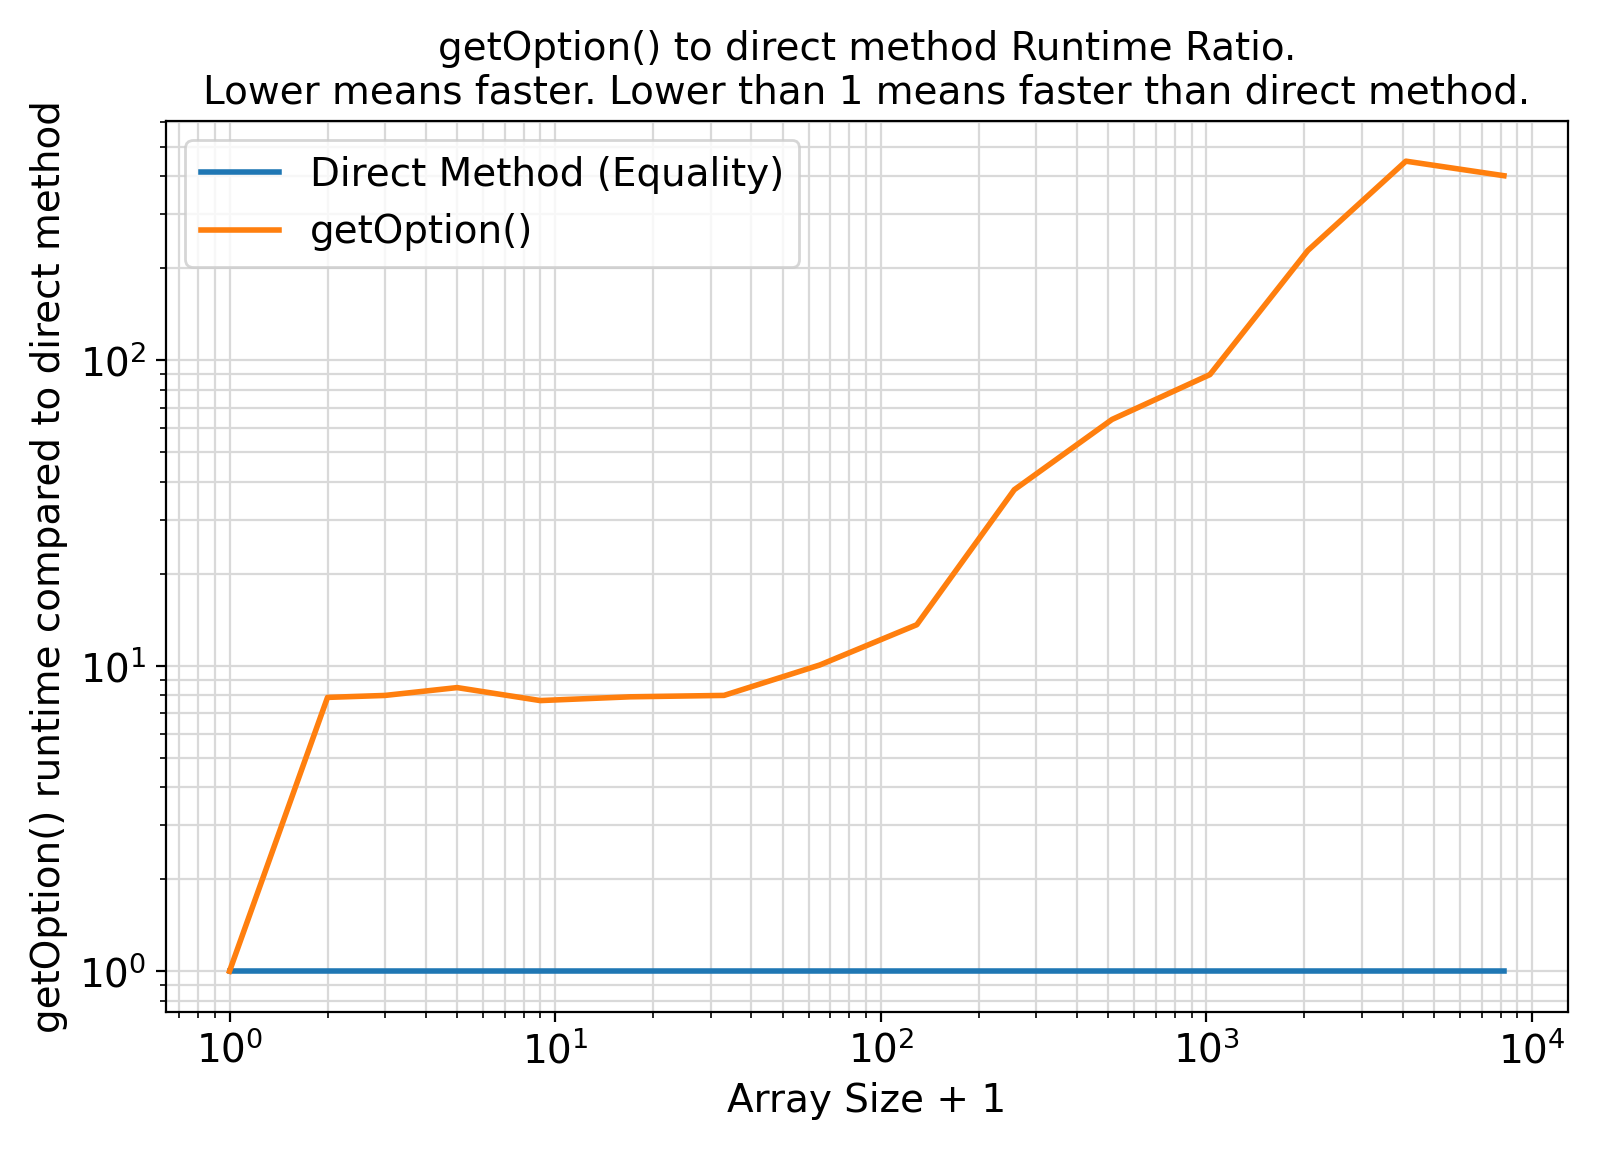 getOption() to direct method Runtime Ratio.
Lower means faster. Lower than 1 means faster than direct method.
Direct Method (Equality)
getOption()
getOption() runtime compared to direct method
10²
10¹
10⁰
10⁰ 10¹ 10² 10³ 10⁴
Array Size + 1